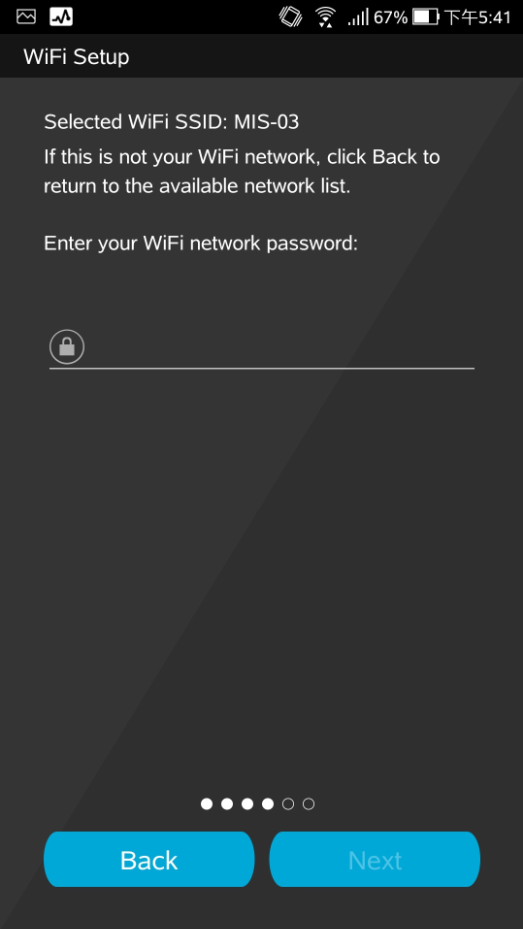 67% 下午5:41
WiFi Setup
Selected WiFi SSID: MIS-03
If this is not your WiFi network, click Back to
return to the available network list.
Enter your WiFi network password:
Back
Next